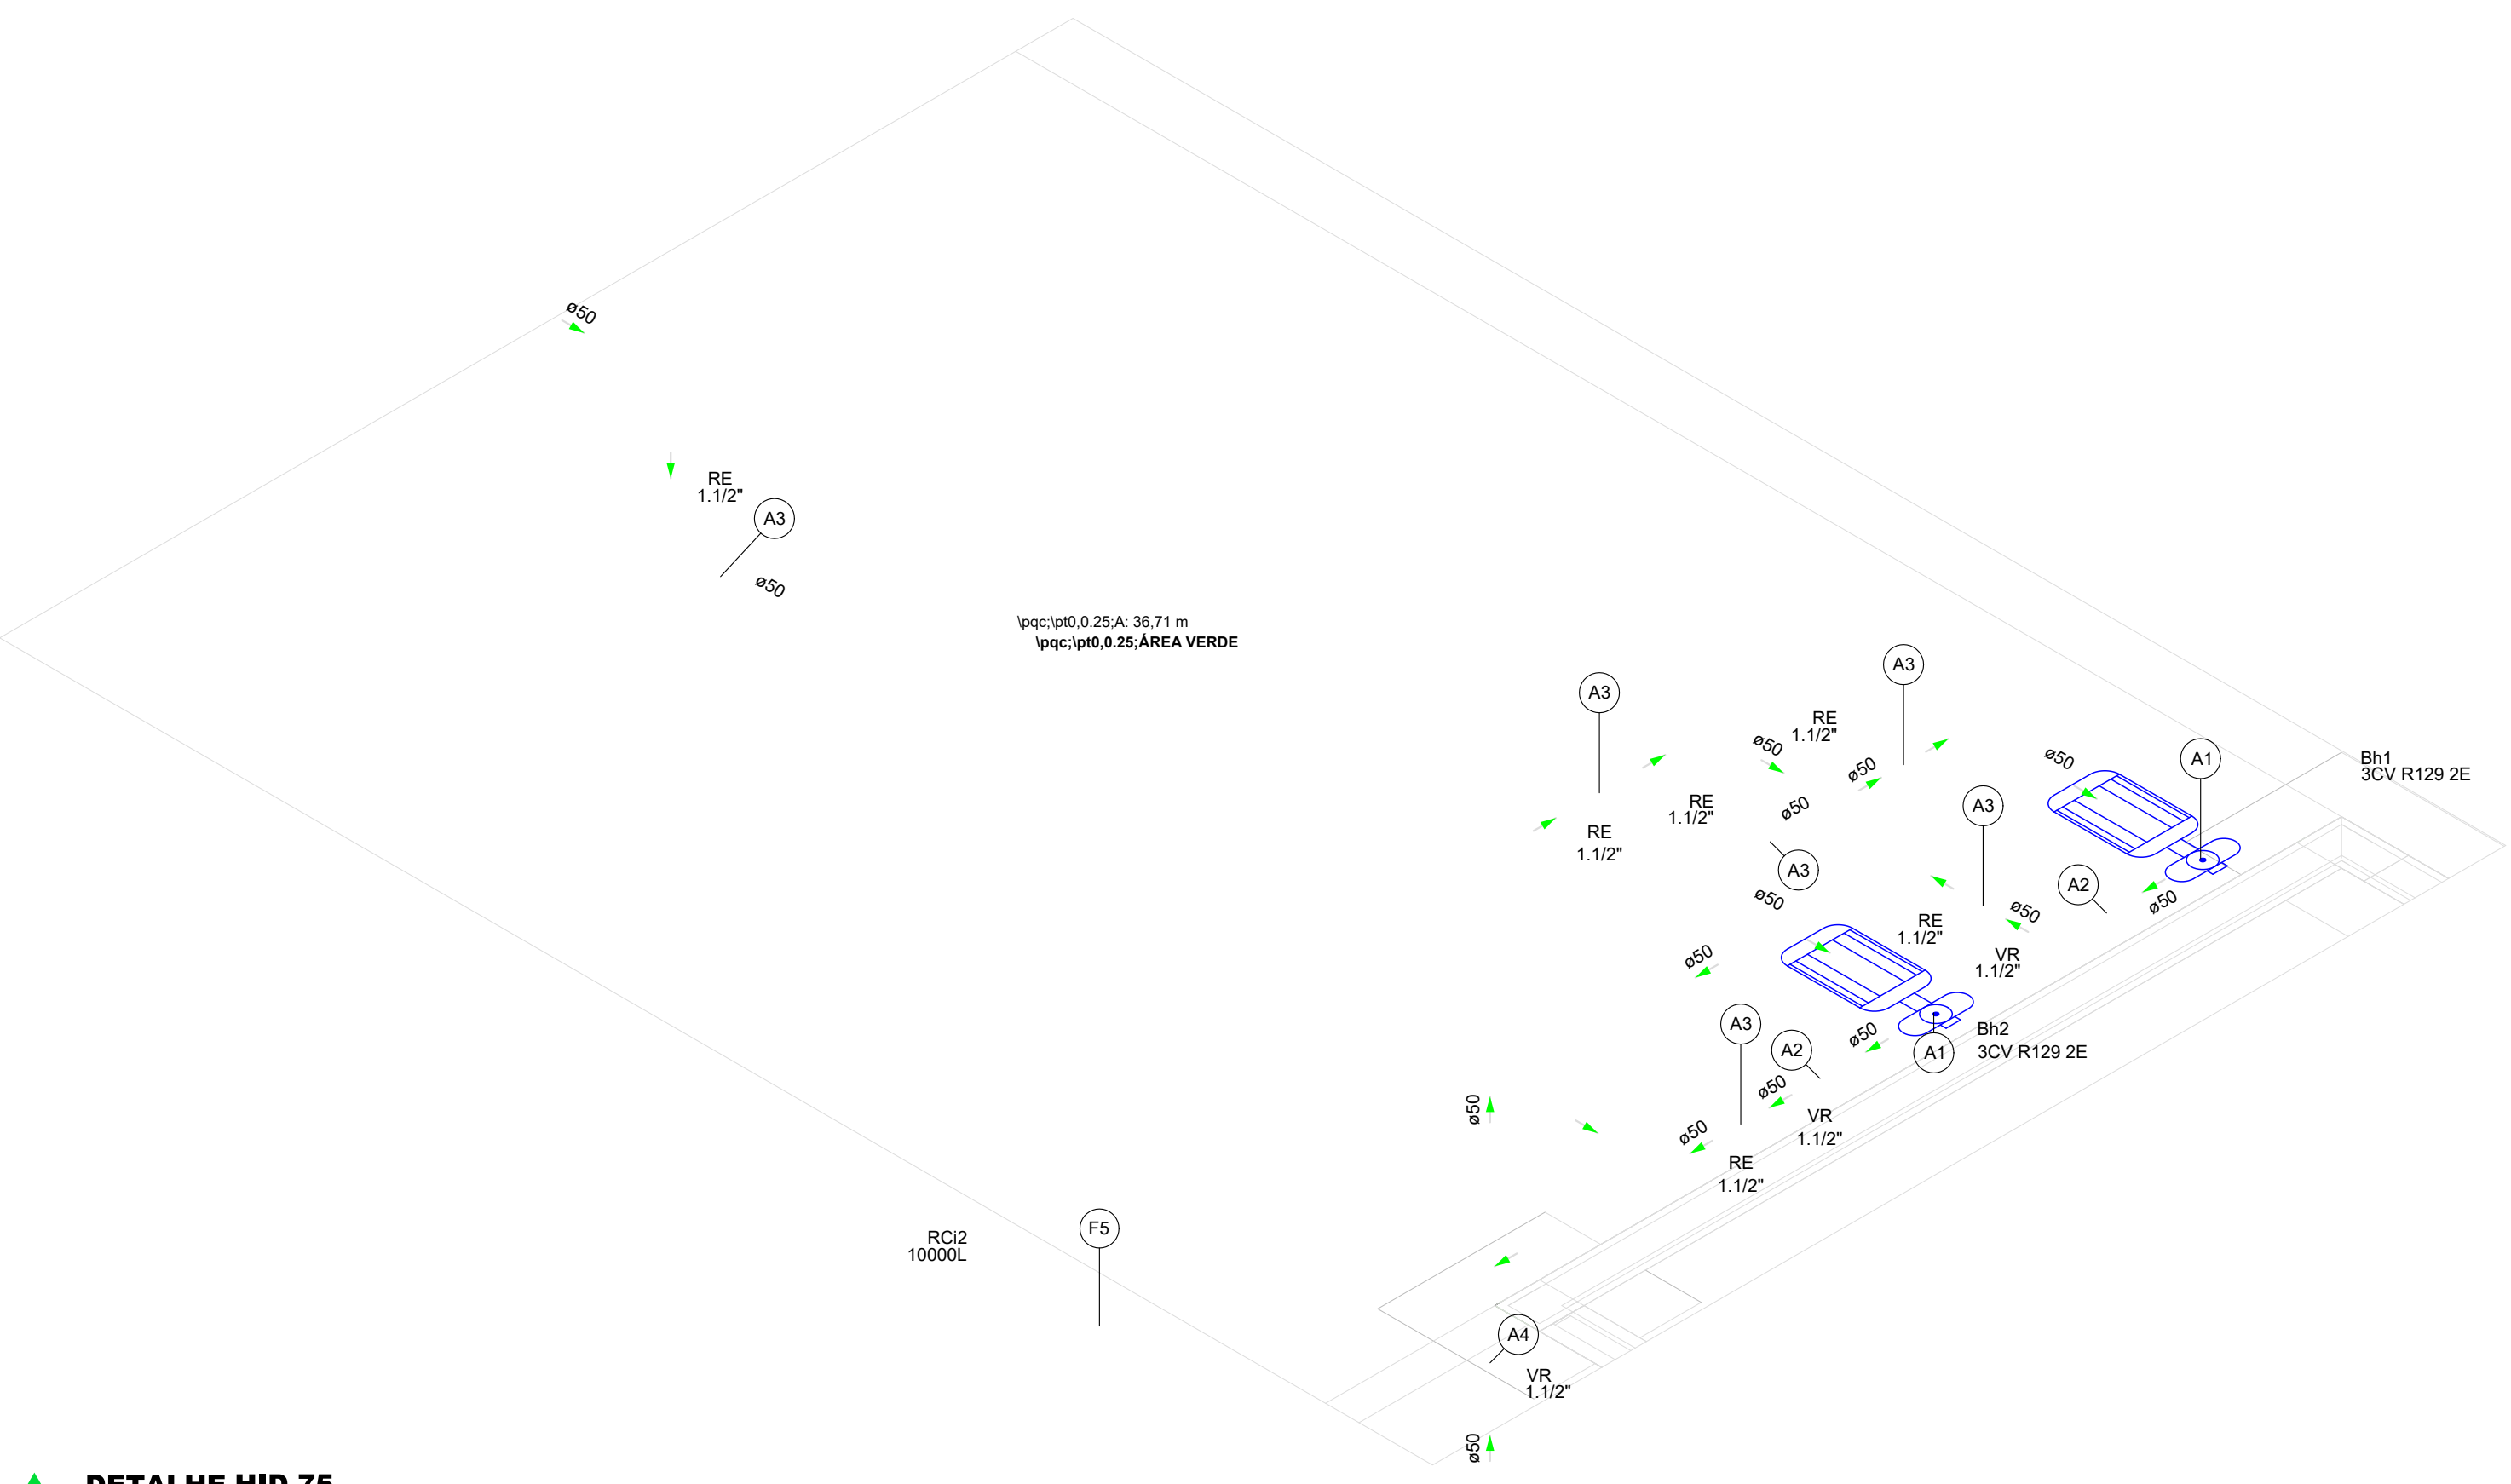 ø50
RE
1.1/2"
A3
ø50
\pqc;\pt0,0.25;A: 36,71 m
\pqc;\pt0,0.25;ÁREA VERDE
A3
A3
RE
1.1/2"
ø50
ø50
ø50
A1
Bh1
3CV R129 2E
RE
1.1/2"
ø50
A3
RE
1.1/2"
A3
ø50
A2
ø50
ø50
RE
1.1/2"
VR
1.1/2"
ø50
A3
A2
ø50
A1
Bh2
3CV R129 2E
ø50
ø50
ø50
VR
1.1/2"
RE
1.1/2"
RCi2
10000L
F5
A4
VR
1.1/2"
ø50
DETALHE HID Z5